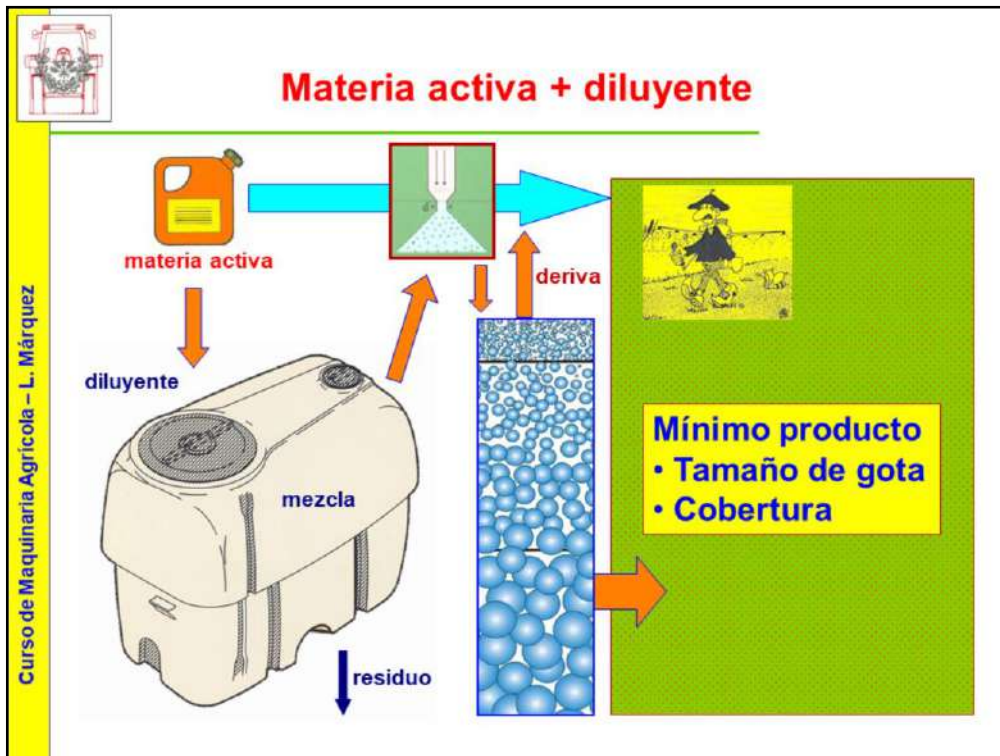 Materia activa + diluyente
materia activa
deriva
diluyente
mezcla
residuo
Mínimo producto
• Tamaño de gota
• Cobertura
Curso de Maquinaria Agrícola – L. Márquez